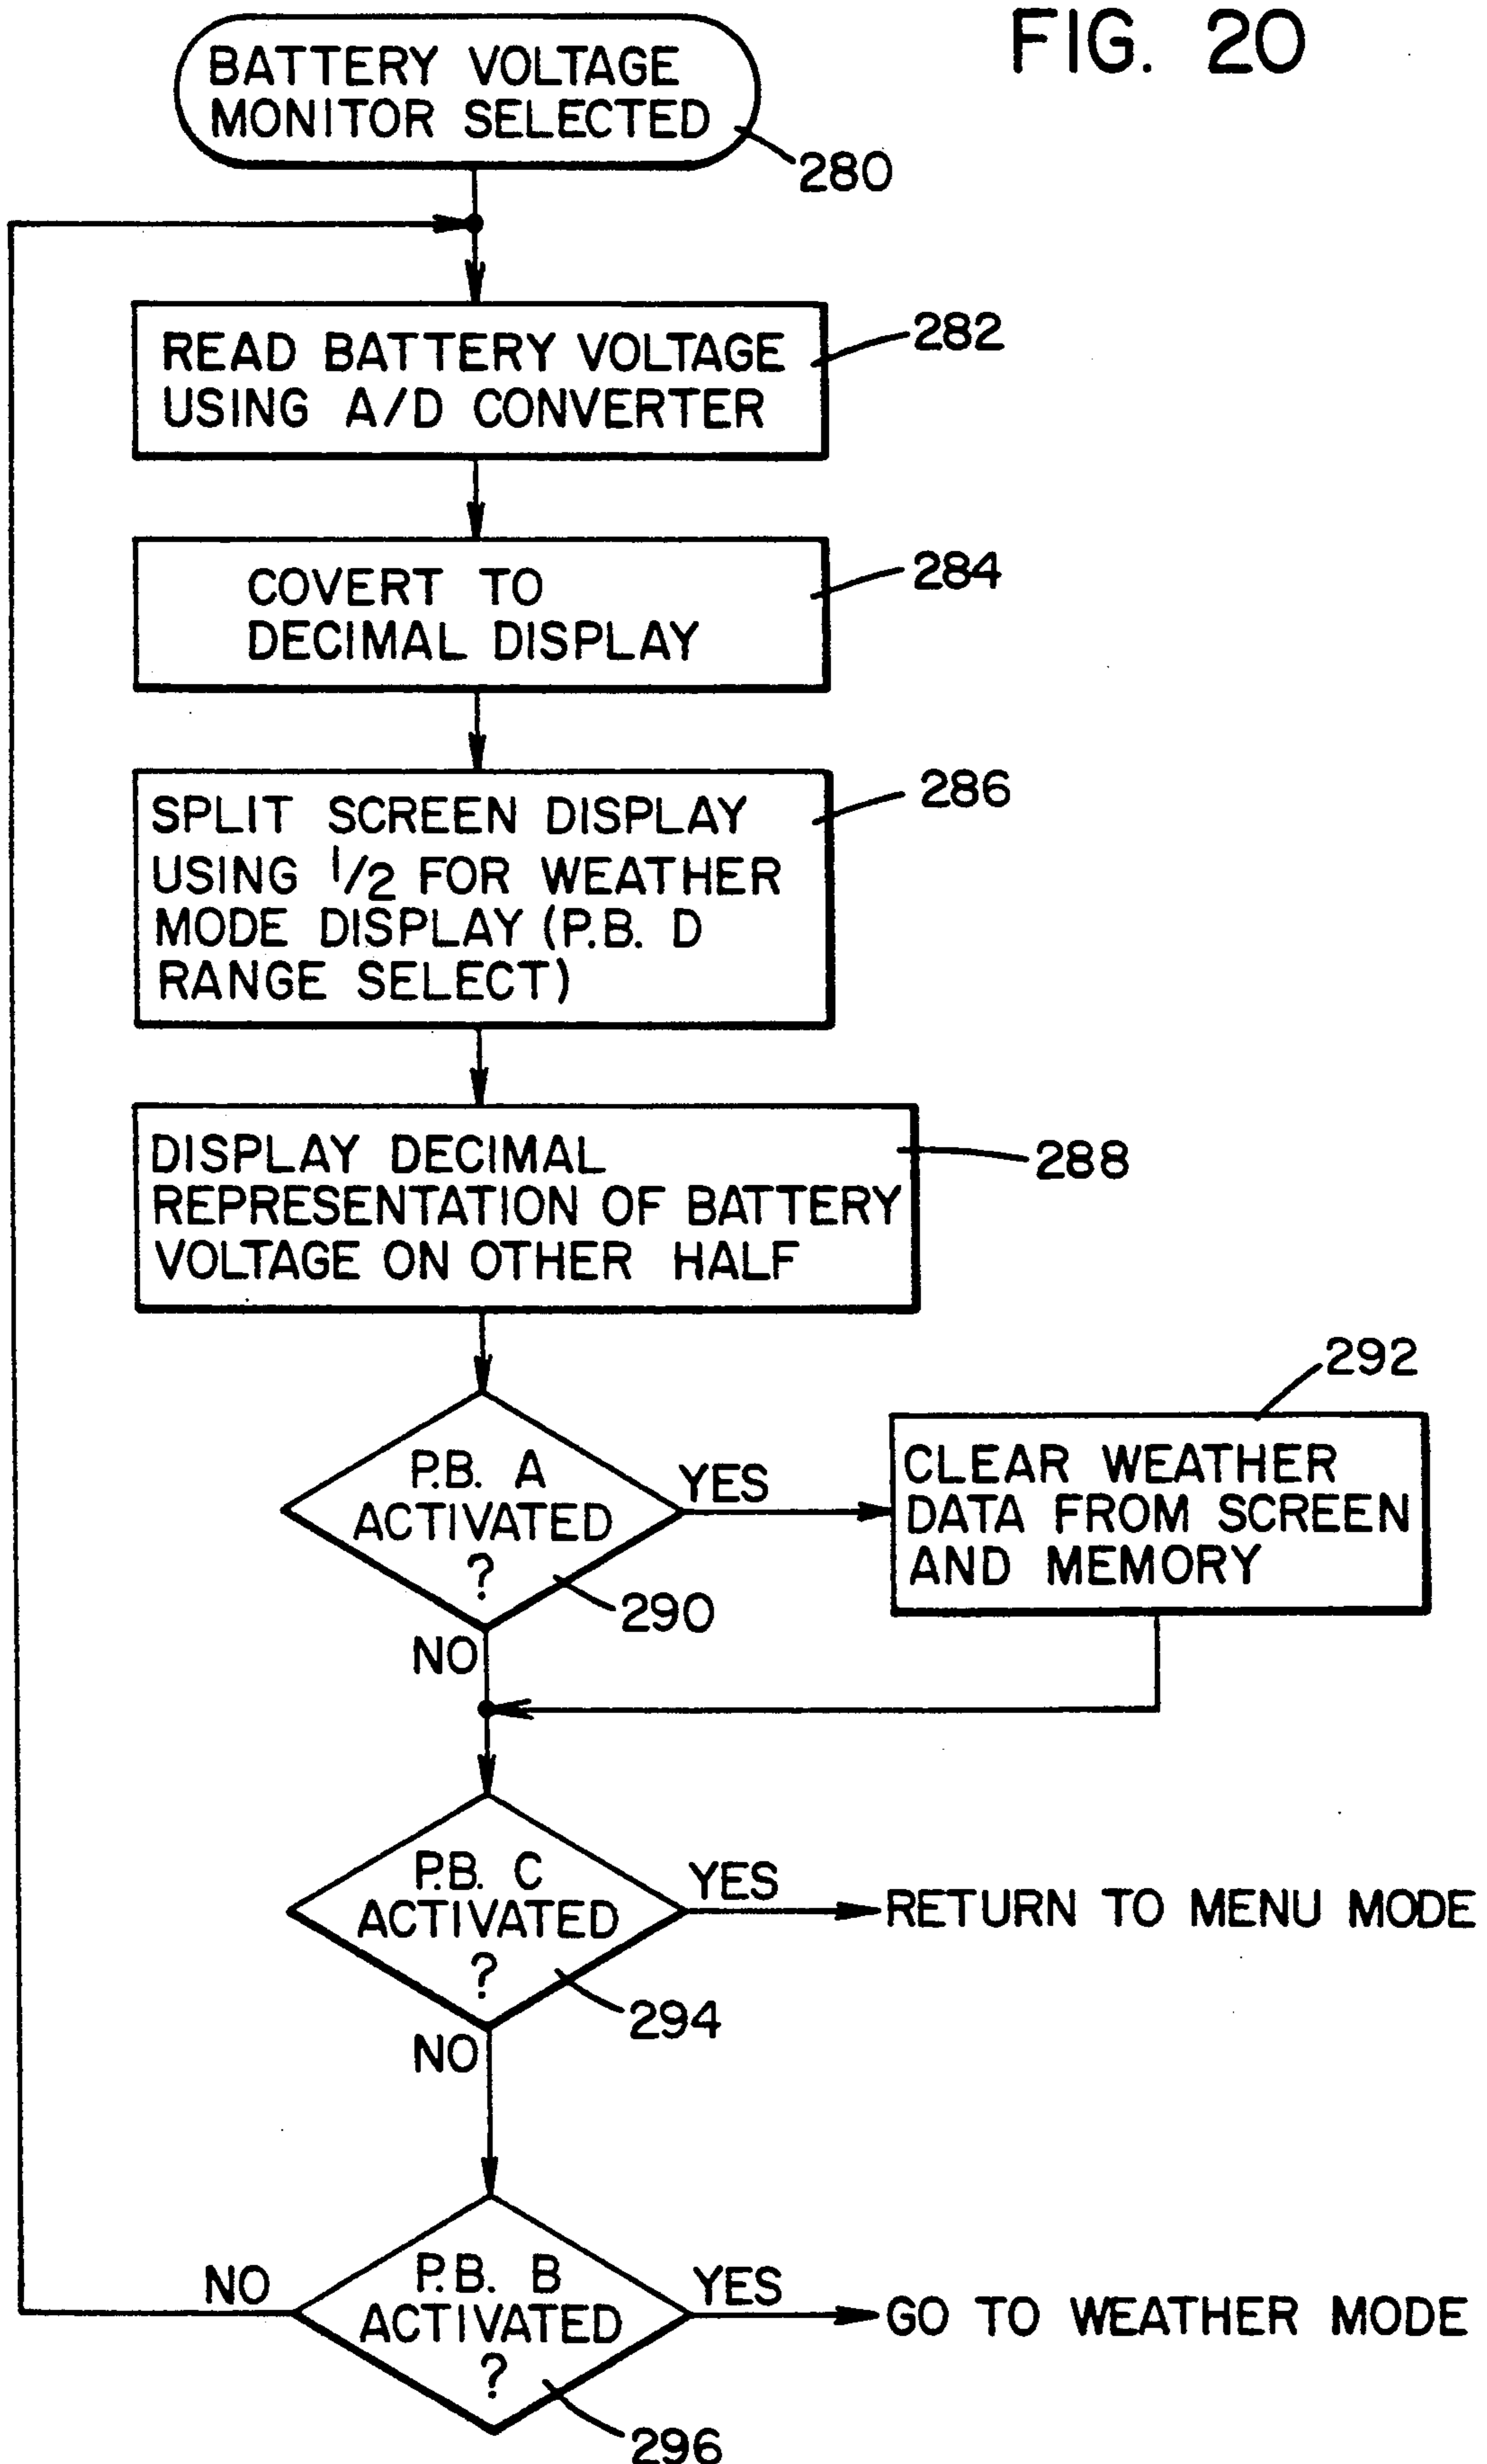 FIG. 20
BATTERY VOLTAGE
MONITOR SELECTED
280
READ BATTERY VOLTAGE
USING A/D CONVERTER
282
COVERT TO
DECIMAL DISPLAY
284
SPLIT SCREEN DISPLAY
USING 1/2 FOR WEATHER
MODE DISPLAY (P.B. D
RANGE SELECT)
286
DISPLAY DECIMAL
REPRESENTATION OF BATTERY
VOLTAGE ON OTHER HALF
288
P.B. A
ACTIVATED
?
290
YES
NO
CLEAR WEATHER
DATA FROM SCREEN
AND MEMORY
292
P.B. C
ACTIVATED
?
294
YES
RETURN TO MENU MODE
NO
P.B. B
ACTIVATED
?
296
NO
YES
GO TO WEATHER MODE